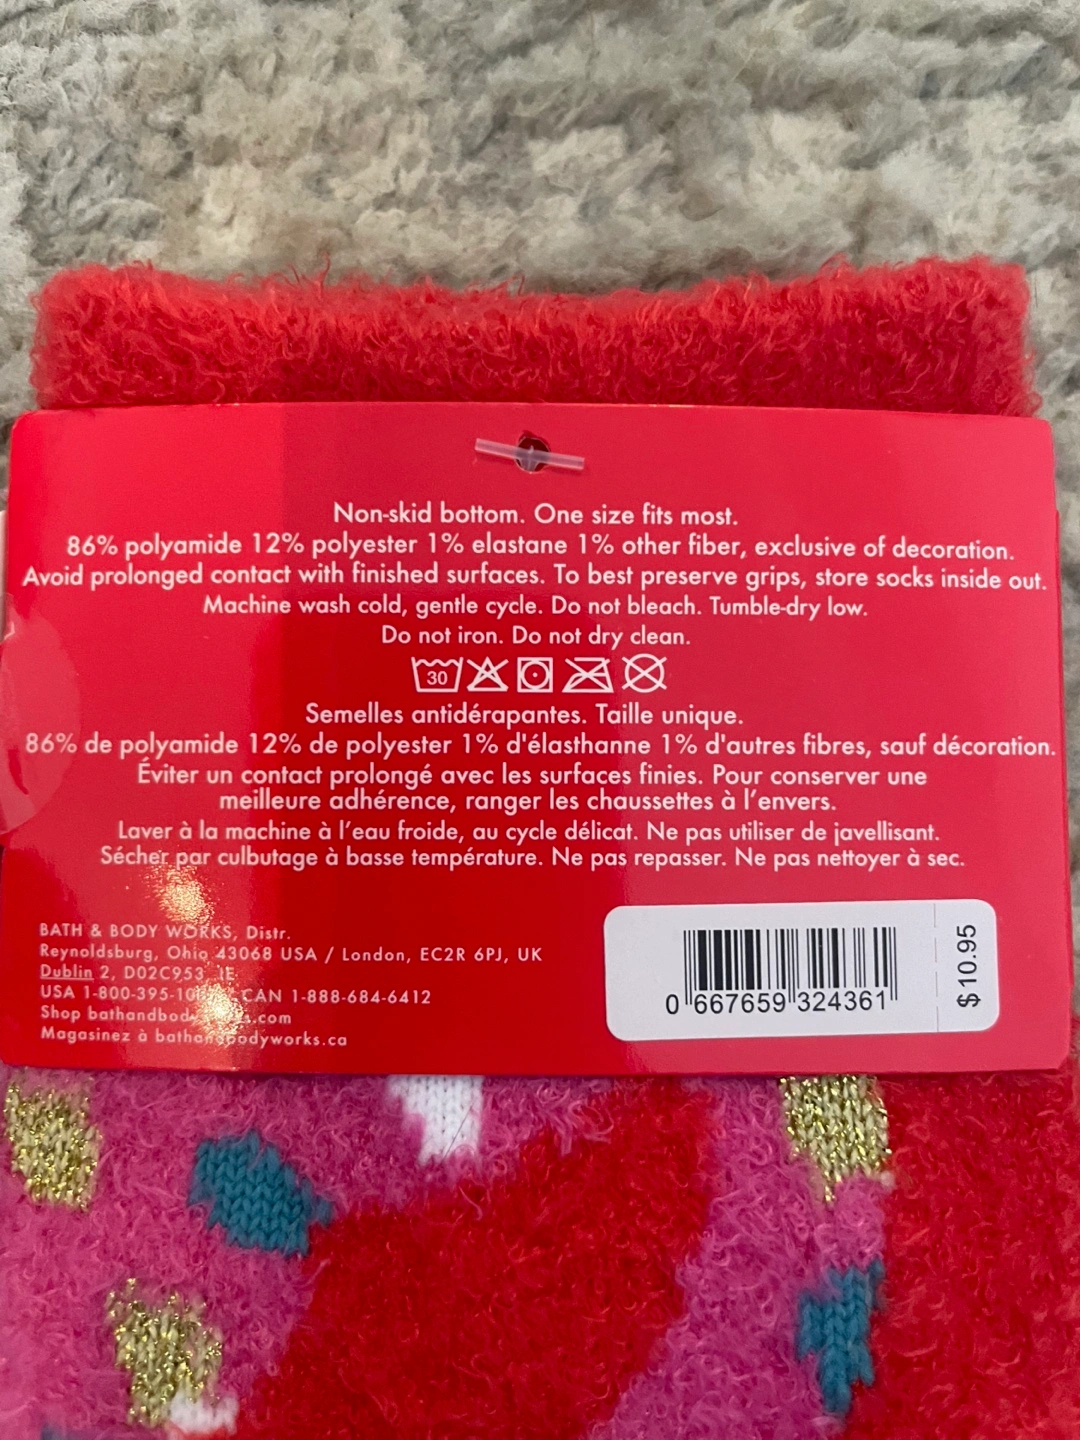 Non-skid bottom. One size fits most.
86% polyamide 12% polyester 1% elastane 1% other fiber, exclusive of decoration.
Avoid prolonged contact with finished surfaces. To best preserve grips, store socks inside out.
Machine wash cold, gentle cycle. Do not bleach. Tumble-dry low.
Do not iron. Do not dry clean.
30
Semelles antidérapantes. Taille unique.
86% de polyamide 12% de polyester 1% d'élasthanne 1% d'autres fibres, sauf décoration.
Éviter un contact prolongé avec les surfaces finies. Pour conserver une
meilleure adhérence, ranger les chaussettes à l'envers.
Laver à la machine à l'eau froide, au cycle délicat. Ne pas utiliser de javellisant.
Sécher par culbutage à basse température. Ne pas repasser. Ne pas nettoyer à sec.
BATH & BODY WORKS, Distr.
Reynoldsburg, Ohio 43068 USA / London, EC2R 6PJ, UK
Dublin 2, D02C953, IE
USA CAN 1-888-684-6412
Shop
Magasinez à bathandbodyworks.ca
0 667659 324361
$10.95